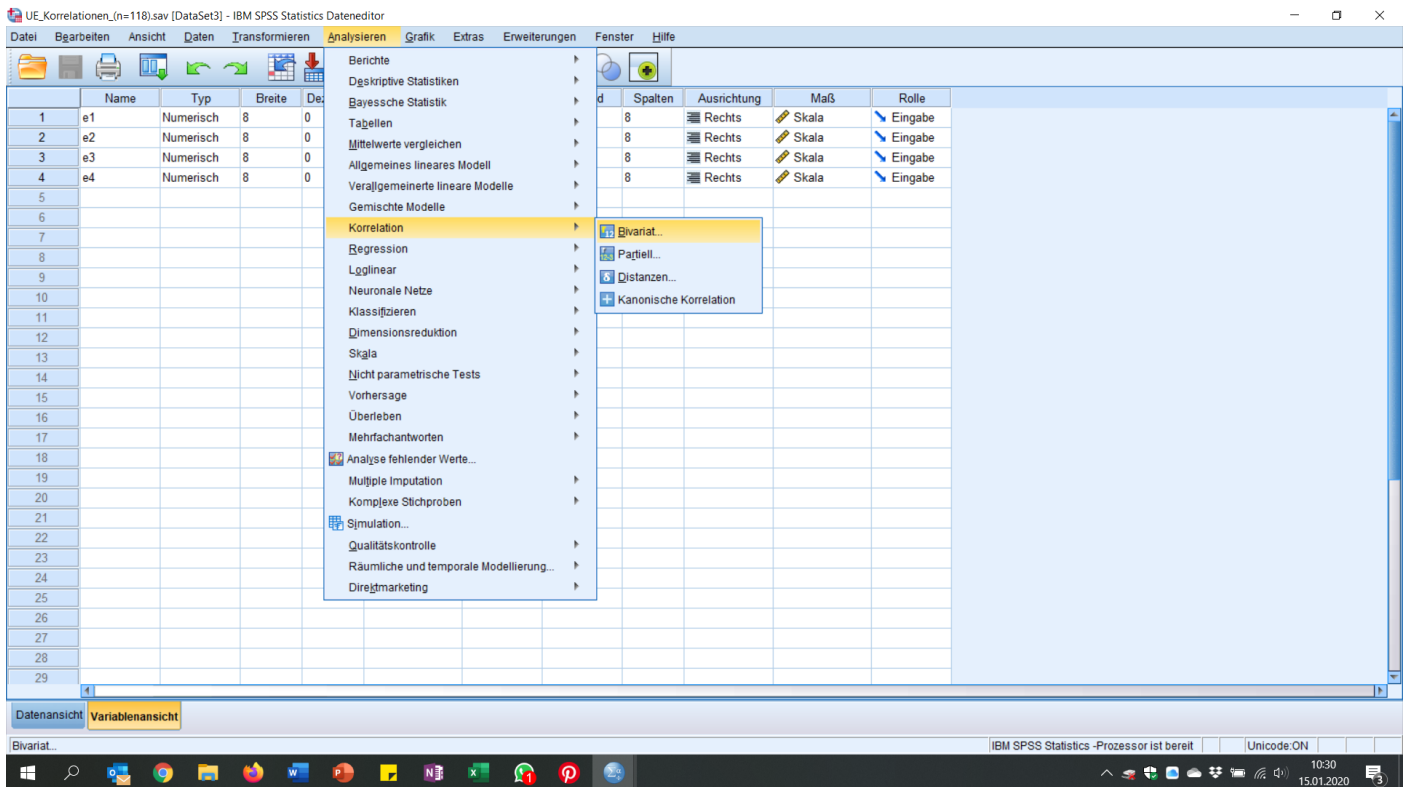 UE_Korrelationen_(n=118).sav [DataSet3] - IBM SPSS Statistics Dateneditor
Datei Bearbeiten Ansicht Daten Transformieren Analysieren Grafik Extras Erweiterungen Fenster Hilfe
Name Typ Breite Dez d Spalten Ausrichtung Maß Rolle
1 e1 Numerisch 8 0 8 Rechts Skala Eingabe
2 e2 Numerisch 8 0 8 Rechts Skala Eingabe
3 e3 Numerisch 8 0 8 Rechts Skala Eingabe
4 e4 Numerisch 8 0 8 Rechts Skala Eingabe
5
6
7
8
9
10
11
12
13
14
15
16
17
18
19
20
21
22
23
24
25
26
27
28
29
Berichte
Deskriptive Statistiken
Bayessche Statistik
Tabellen
Mittelwerte vergleichen
Allgemeines lineares Modell
Verallgemeinerte lineare Modelle
Gemischte Modelle
Korrelation
Regression
Loglinear
Neuronale Netze
Klassifizieren
Dimensionsreduktion
Skala
Nicht parametrische Tests
Vorhersage
Überleben
Mehrfachantworten
Analyse fehlender Werte...
Multiple Imputation
Komplexe Stichproben
Simulation...
Qualitätskontrolle
Räumliche und temporale Modellierung...
Direktmarketing
Bivariat...
Partiell...
Distanzen...
Kanonische Korrelation
Datenansicht Variablenansicht
Bivariat... IBM SPSS Statistics -Prozessor ist bereit Unicode:ON
10:30
15.01.2020